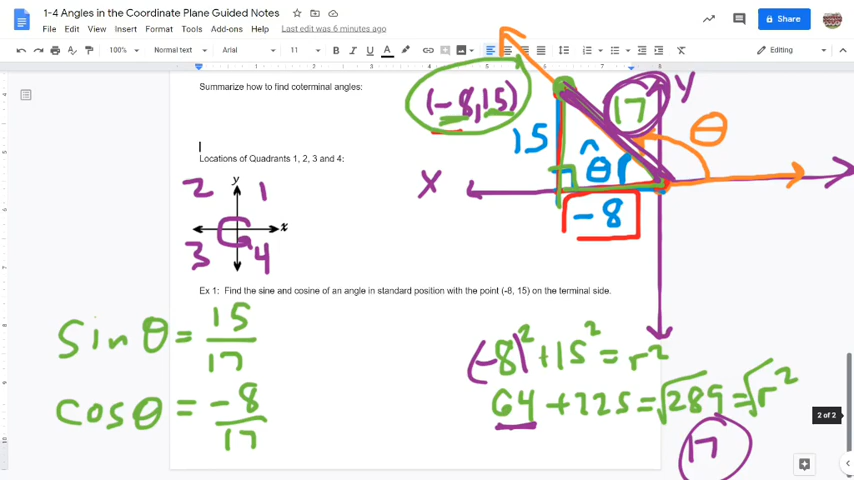 1-4 Angles in the Coordinate Plane Guided Notes
File Edit View Insert Format Tools Add-ons Help Last edit was 6 minutes ago
Share
100% Normal text Arial 11 B I U A Editing
5 6 7 8
Summarize how to find coterminal angles:
(-8,15)
17
y
θ
15
θ̂
x
-8
Locations of Quadrants 1, 2, 3 and 4:
y
2 1
x
3 4
Ex 1: Find the sine and cosine of an angle in standard position with the point (-8, 15) on the terminal side.
sin θ = 15/17
cos θ = -8/17
(-8)² + 15² = r²
64 + 225 = √289 = √r²
17
2 of 2